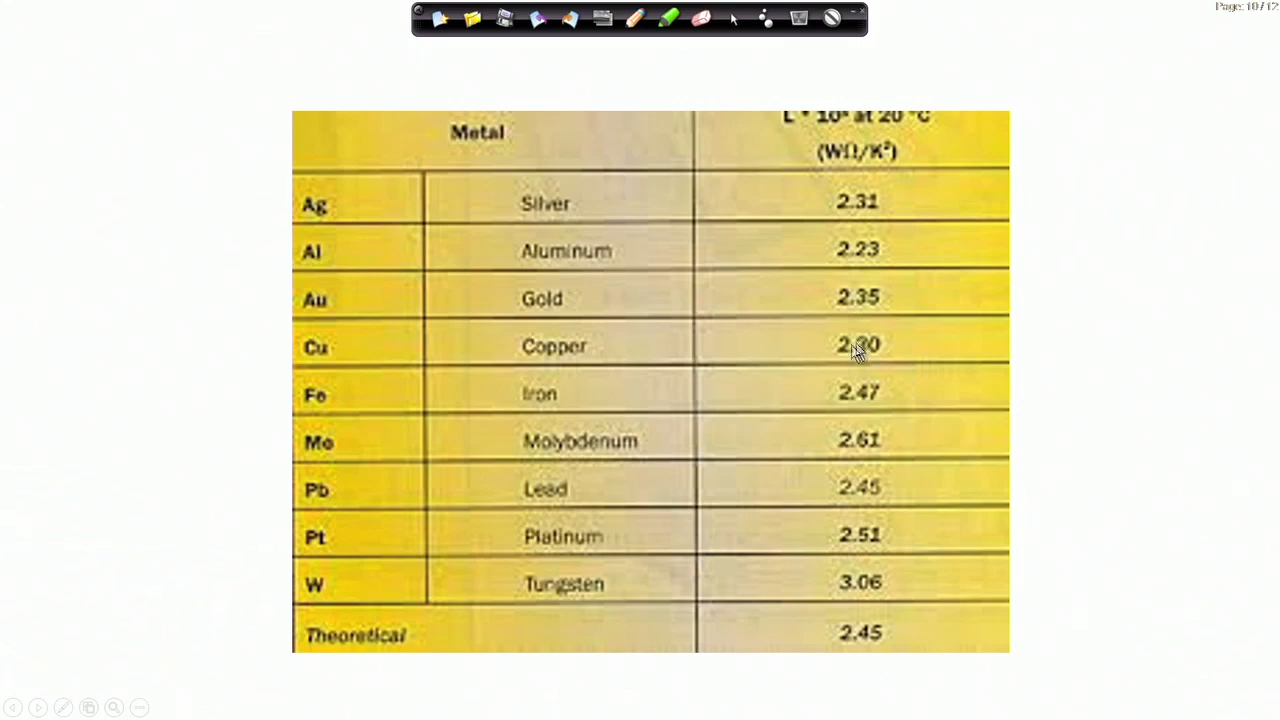 Page: 10/12
Metal
L * at 20 °C
(WΩ/K²)
Ag Silver 2.31
Al Aluminum 2.23
Au Gold 2.35
Cu Copper
Fe Iron 2.47
Mo Molybdenum 2.61
Pb Lead 2.45
Pt Platinum 2.51
W Tungsten 3.06
Theoretical 2.45